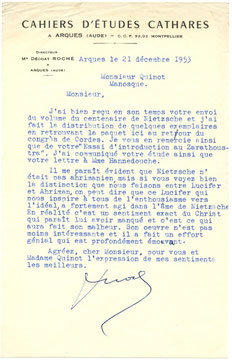 CAHIERS D'ÉTUDES CATHARES
A ARQUES (AUDE) - C.C.P. 62.02 MONTPELLIER
DIRECTEUR
Mr DÉODAT ROCHÉ
A
ARQUES (AUDE)
Arques le 21 décembre 1953
Monsieur Quinot
Manosque.
Monsieur,
J'ai bien reçu en son temps votre envoi
du volume du centenaire de Nietzsche et j'ai
fait la distribution de quelques exemplaires
en retrouvant le paquet ici au retour du
congrès de Cordes. Je vous en remercie ainsi
que de votre"Essai d'introduction au Zarathous-
tra". J'ai communiqué votre étude ainsi que
votre lettre à Mme Hannedouche.
Il me paraît évident que Nietzsche n'
était pas ahrimanien, mais si vous voyez bien
la distinction que nous faisons entre Lucifer
et Ahriman, on peut dire que ce Lucifer qui
nous inspire à tous de l'enthousiasme vers
l'idéal, a fortement agi dans l'âme de Nietzsche
En réalité c'est un sentiment exact du Christ
qui paraît lui avoir manqué et c'est ce qui
aura fait son malheur. Son oeuvre n'est pas
moins intéressante et il a fait un effort
génial qui est profondément émouvant.
Agréez, cher Monsieur, pour vous et
Madame Quinot l'expression de mes sentiments
les meilleurs.